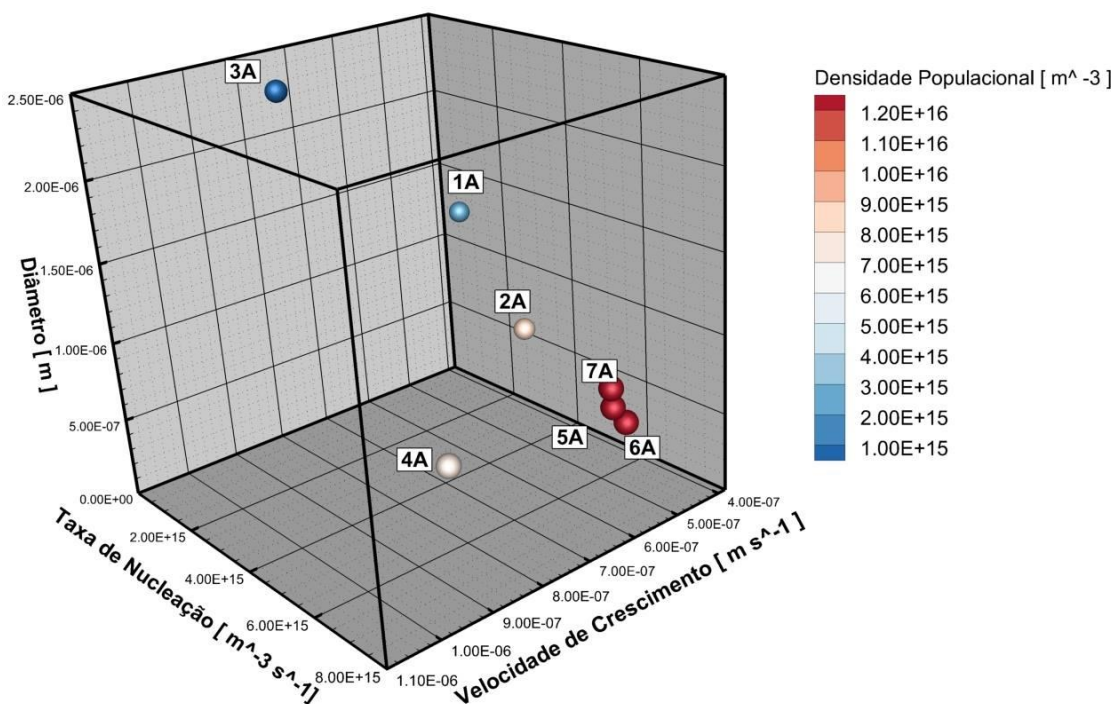 Densidade Populacional [ m^ -3 ]
1.20E+16
1.10E+16
1.00E+16
9.00E+15
8.00E+15
7.00E+15
6.00E+15
5.00E+15
4.00E+15
3.00E+15
2.00E+15
1.00E+15
3A
1A
2A
7A
5A
6A
4A
Diâmetro [ m ]
2.50E-06
2.00E-06
1.50E-06
1.00E-06
5.00E-07
0.00E+00
Taxa de Nucleação [ m^-3 s^-1]
2.00E+15
4.00E+15
6.00E+15
8.00E+15
Velocidade de Crescimento [ m s^-1 ]
1.10E-06
1.00E-06
9.00E-07
8.00E-07
7.00E-07
6.00E-07
5.00E-07
4.00E-07